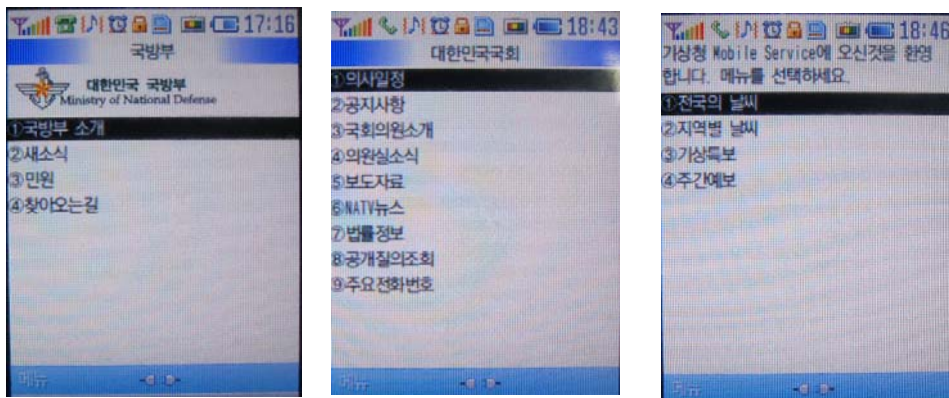 17:16
국방부
대한민국 국방부
Ministry of National Defense
①국방부 소개
②새소식
③민원
④찾아오는길
메뉴
18:43
대한민국국회
①의사일정
②공지사항
③국회의원소개
④의원실소식
⑤보도자료
⑥NATV뉴스
⑦법률정보
⑧공개질의조회
⑨주요전화번호
메뉴
18:46
기상청 Mobile Service에 오신것을 환영
합니다. 메뉴를 선택하세요.
①전국의 날씨
②지역별 날씨
③기상특보
④주간예보
메뉴